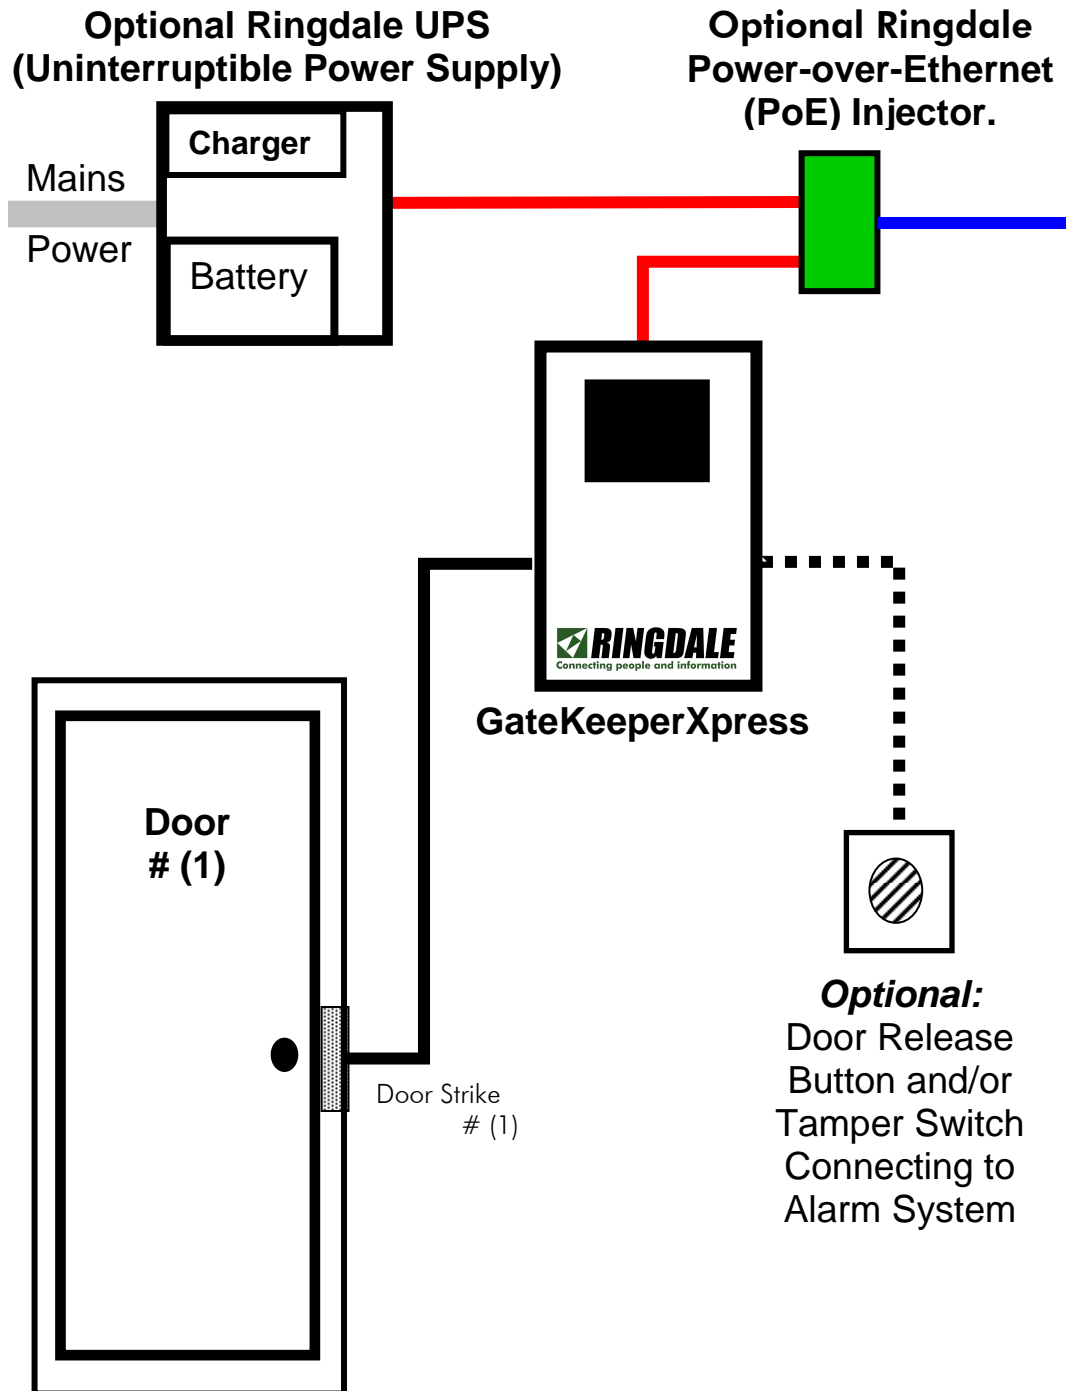 Optional Ringdale UPS
(Uninterruptible Power Supply)
Optional Ringdale
Power-over-Ethernet
(PoE) Injector.
Charger
Mains
Power
Battery
RINGDALE
Connecting people and information
GateKeeperXpress
Door
# (1)
Door Strike
# (1)
Optional:
Door Release
Button and/or
Tamper Switch
Connecting to
Alarm System